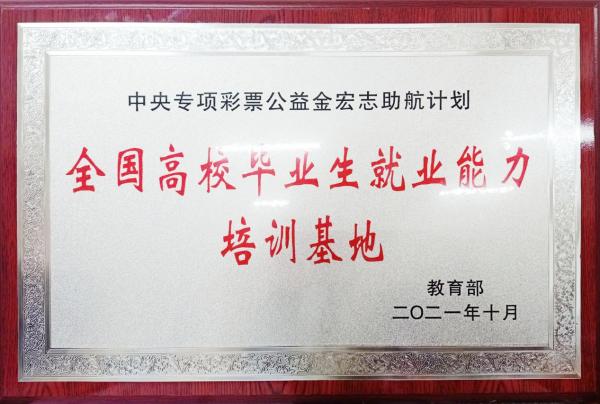 中央专项彩票公益金宏志助航计划
全国高校毕业生就业能力
培训基地
教育部
二〇二一年十月